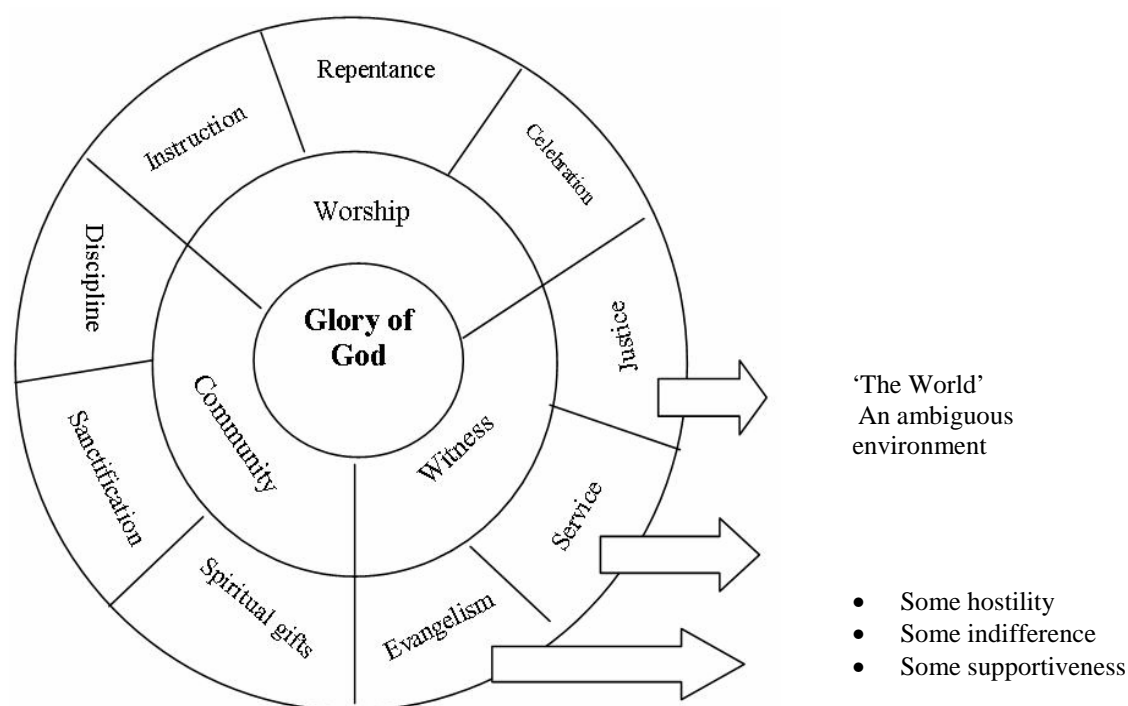 Repentance
Instruction
Celebration
Worship
Discipline
Glory of
God
Justice
Community
Witness
Sanctification
Service
Spiritual gifts
Evangelism
‘The World’
An ambiguous
environment
• Some hostility
• Some indifference
• Some supportiveness